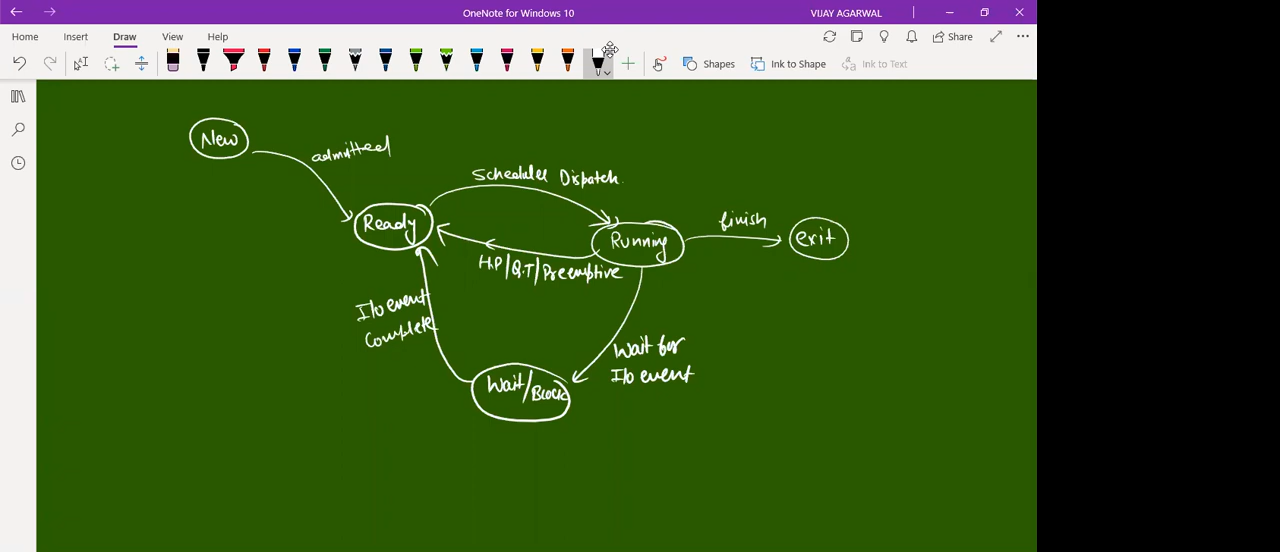 OneNote for Windows 10
VIJAY AGARWAL
Home Insert Draw View Help
Share
Shapes
Ink to Shape
Ink to Text
New
admitted
Schedule Dispatch.
Ready
Running
finish
exit
H.P/Q.T/Preemptive
I/o event
Complete
Wait for
I/o event
Wait/Block